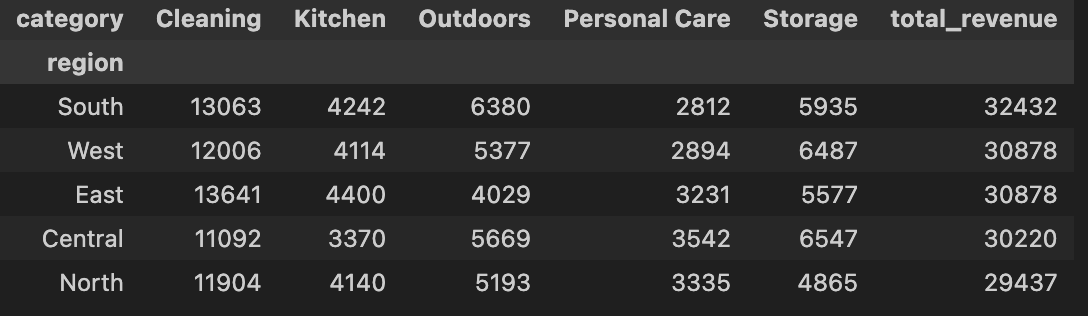 category Cleaning Kitchen Outdoors Personal Care Storage total_revenue
region
South 13063 4242 6380 2812 5935 32432
West 12006 4114 5377 2894 6487 30878
East 13641 4400 4029 3231 5577 30878
Central 11092 3370 5669 3542 6547 30220
North 11904 4140 5193 3335 4865 29437